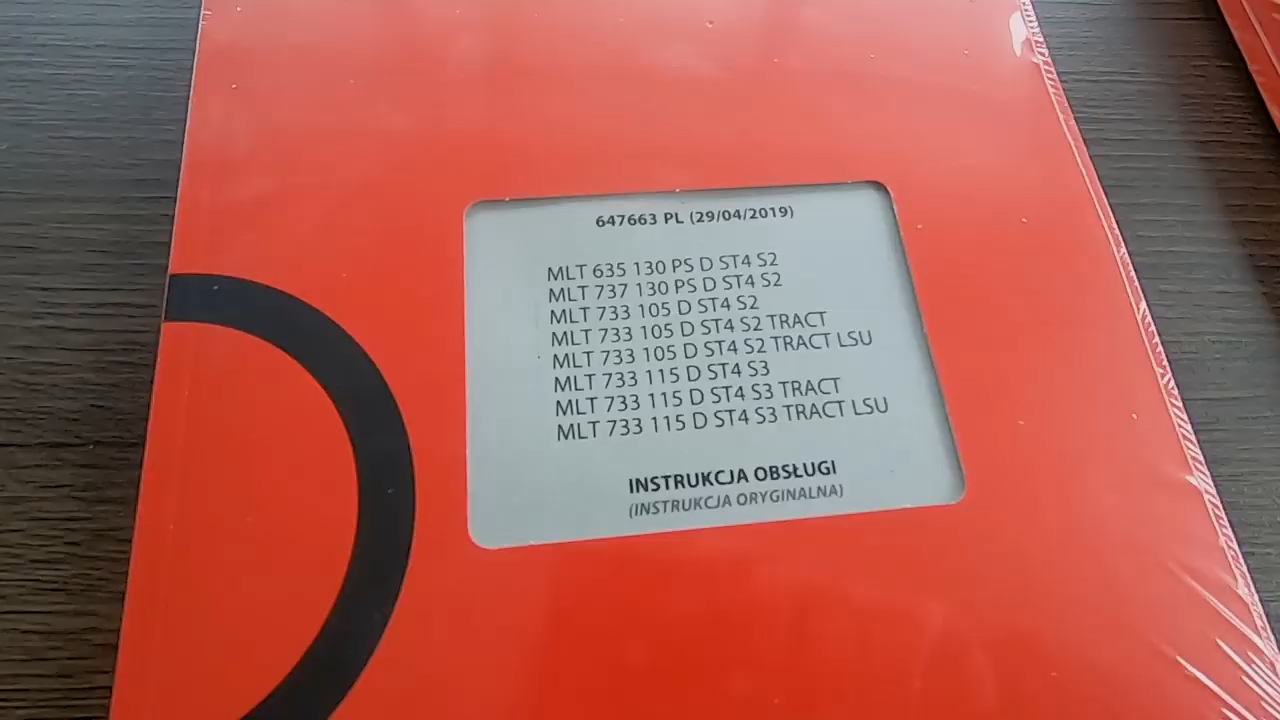 647663 PL (29/04/2019)
MLT 635 130 PS D ST4 S2
MLT 737 130 PS D ST4 S2
MLT 733 105 D ST4 S2
MLT 733 105 D ST4 S2 TRACT
MLT 733 105 D ST4 S2 TRACT LSU
MLT 733 115 D ST4 S3
MLT 733 115 D ST4 S3 TRACT
MLT 733 115 D ST4 S3 TRACT LSU
INSTRUKCJA OBSŁUGI
(INSTRUKCJA ORYGINALNA)